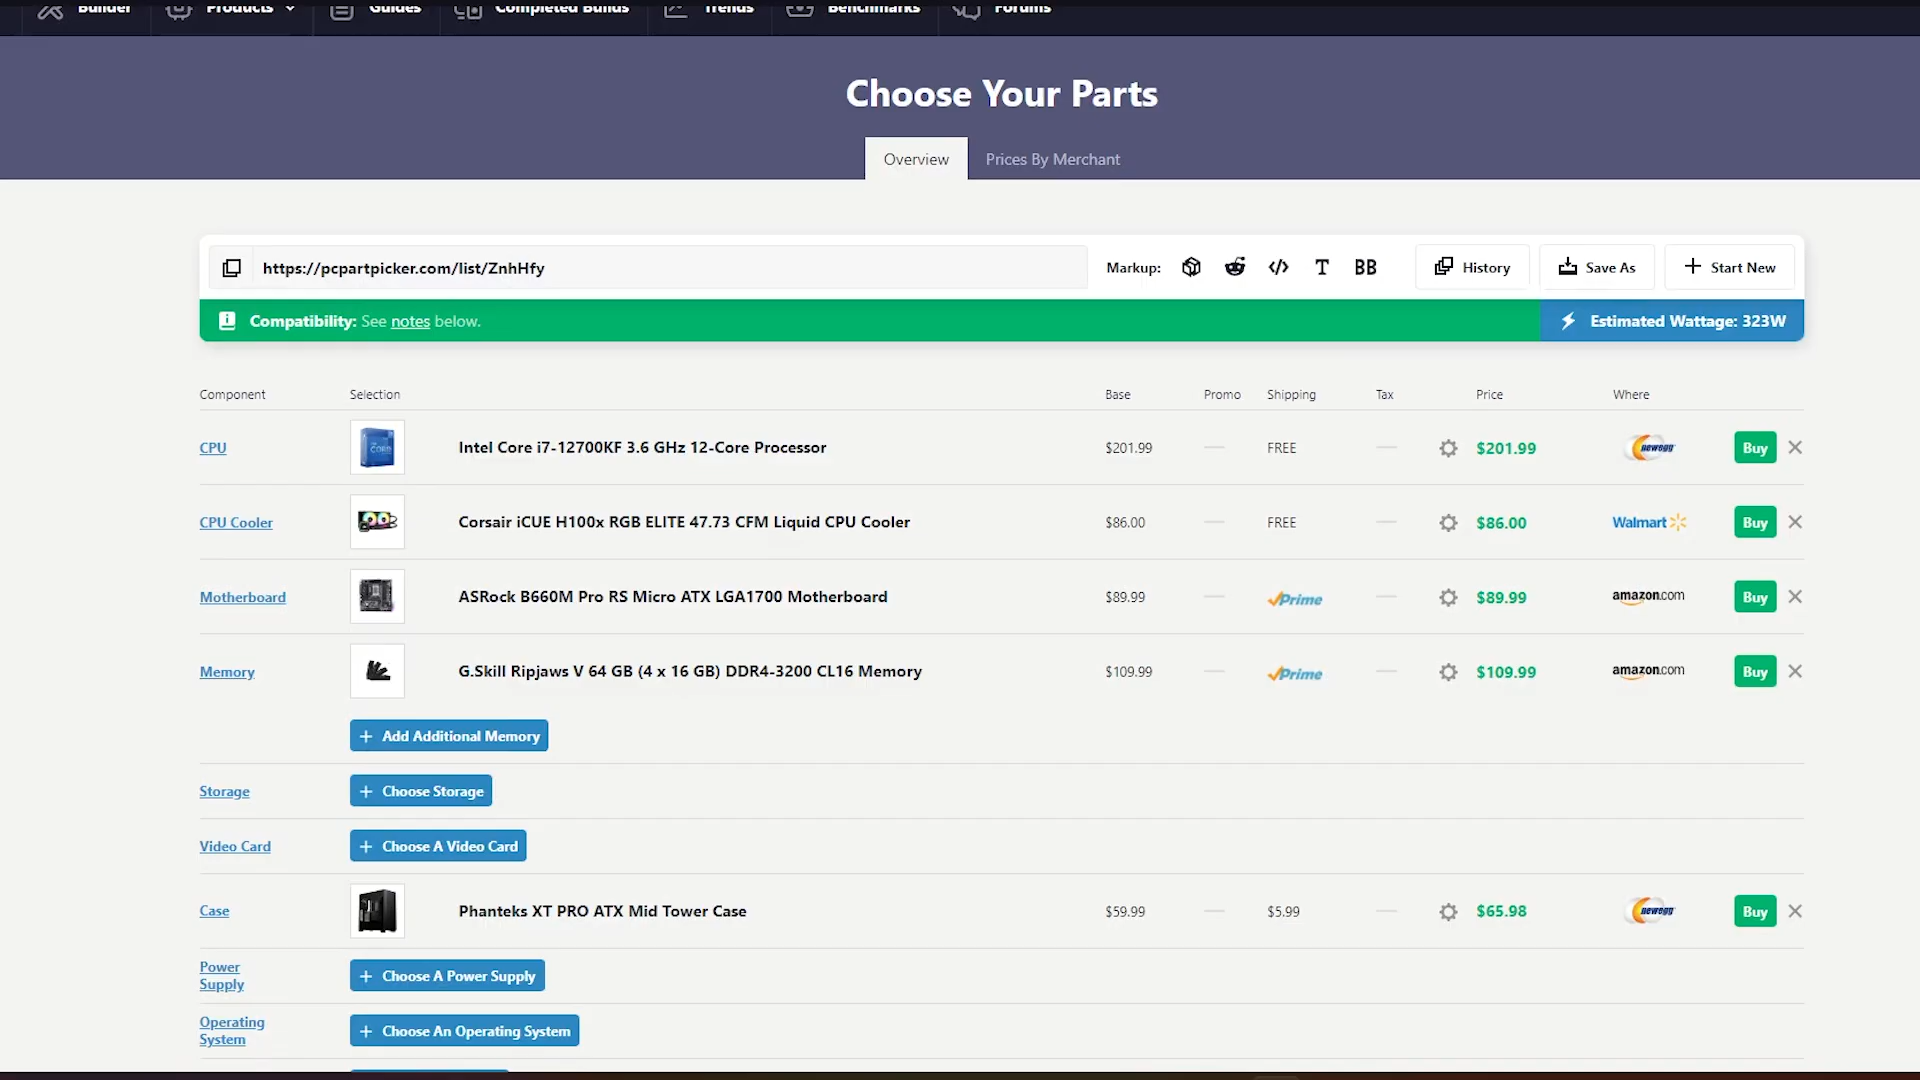 Builder Products Guides Completed Builds Trends Benchmarks Forums
Choose Your Parts
Overview Prices By Merchant
https://pcpartpicker.com/list/ZnhHfy Markup: T BB History Save As Start New
Compatibility: See notes below. Estimated Wattage: 323W
Component Selection Base Promo Shipping Tax Price Where
CPU Intel Core i7-12700KF 3.6 GHz 12-Core Processor $201.99 FREE $201.99 newegg Buy
CPU Cooler Corsair iCUE H100x RGB ELITE 47.73 CFM Liquid CPU Cooler $86.00 FREE $86.00 Walmart Buy
Motherboard ASRock B660M Pro RS Micro ATX LGA1700 Motherboard $89.99 Prime $89.99 amazon.com Buy
Memory G.Skill Ripjaws V 64 GB (4 x 16 GB) DDR4-3200 CL16 Memory $109.99 Prime $109.99 amazon.com Buy
+ Add Additional Memory
Storage + Choose Storage
Video Card + Choose A Video Card
Case Phanteks XT PRO ATX Mid Tower Case $59.99 $5.99 $65.98 newegg Buy
Power
Supply + Choose A Power Supply
Operating
System + Choose An Operating System